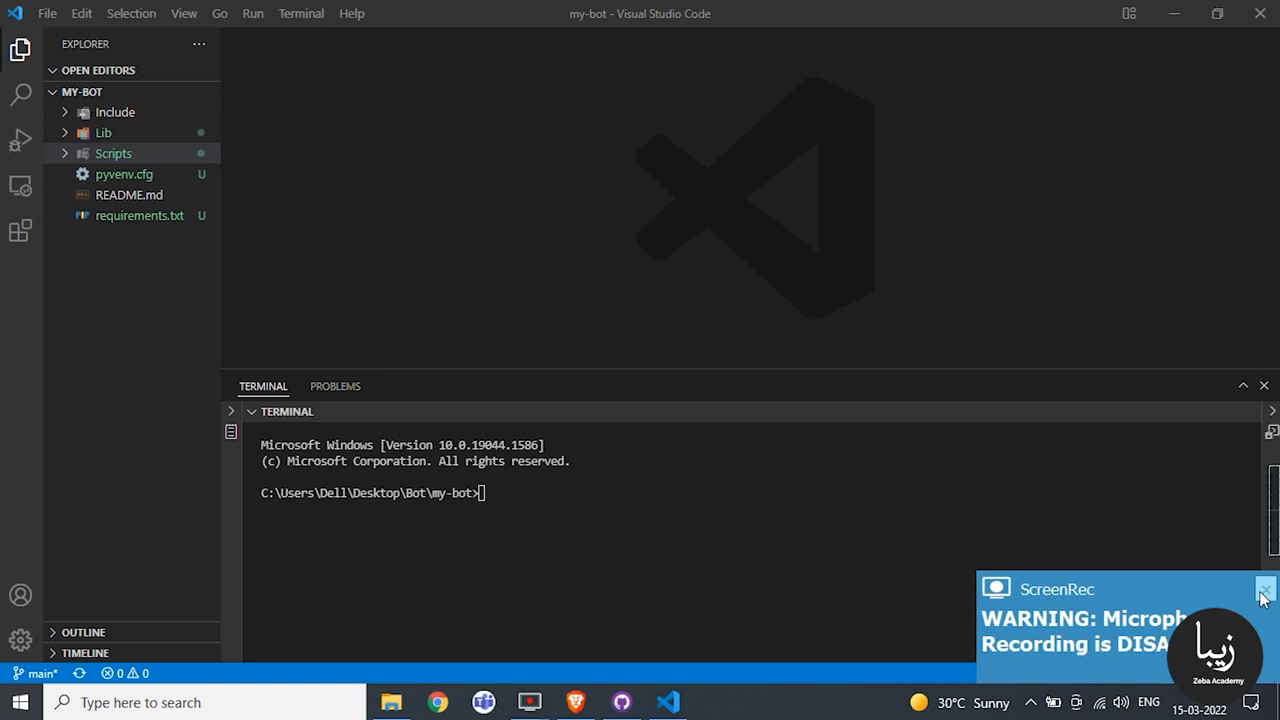 File Edit Selection View Go Run Terminal Help
my-bot - Visual Studio Code
EXPLORER
OPEN EDITORS
MY-BOT
Include
Lib
Scripts
pyvenv.cfg U
README.md
requirements.txt U
OUTLINE
TIMELINE
TERMINAL PROBLEMS
TERMINAL
Microsoft Windows [Version 10.0.19044.1586]
(c) Microsoft Corporation. All rights reserved.
C:\Users\Dell\Desktop\Bot\my-bot>
ScreenRec
WARNING: Microph
Recording is DISA
زيبا
Zeba Academy
main* 0 0
Type here to search
30°C Sunny
ENG
15-03-2022